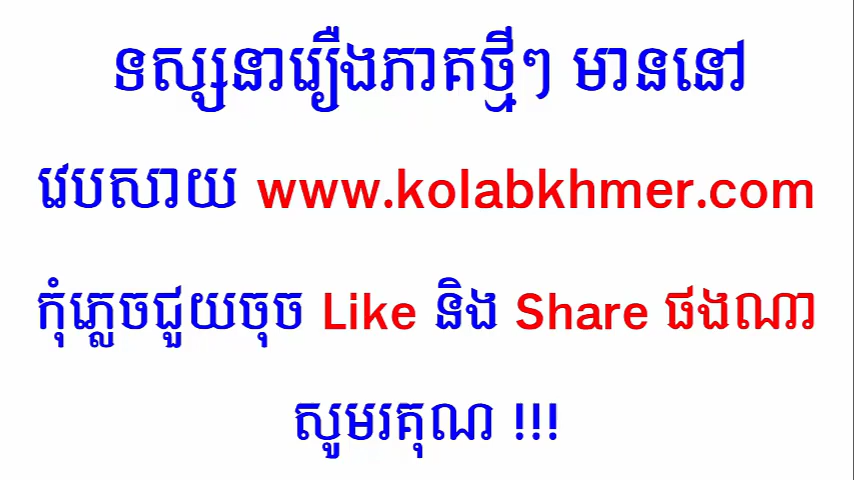 ទស្សនារឿងភាគថ្មីៗ មាននៅ
វេបសាយ www.kolabkhmer.com
កុំភ្លេចជួយចុច Like និង Share ផងណា
សូមរគុណ !!!